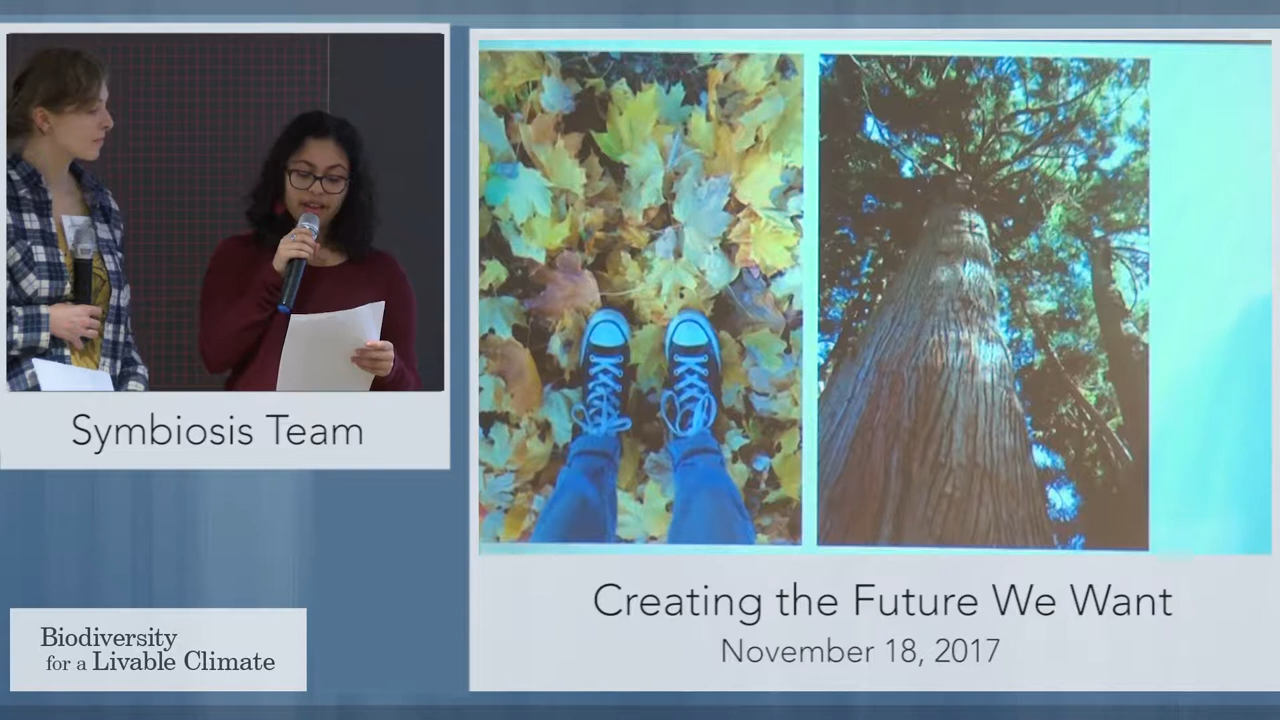 Symbiosis Team
Creating the Future We Want
November 18, 2017
Biodiversity
for a Livable Climate